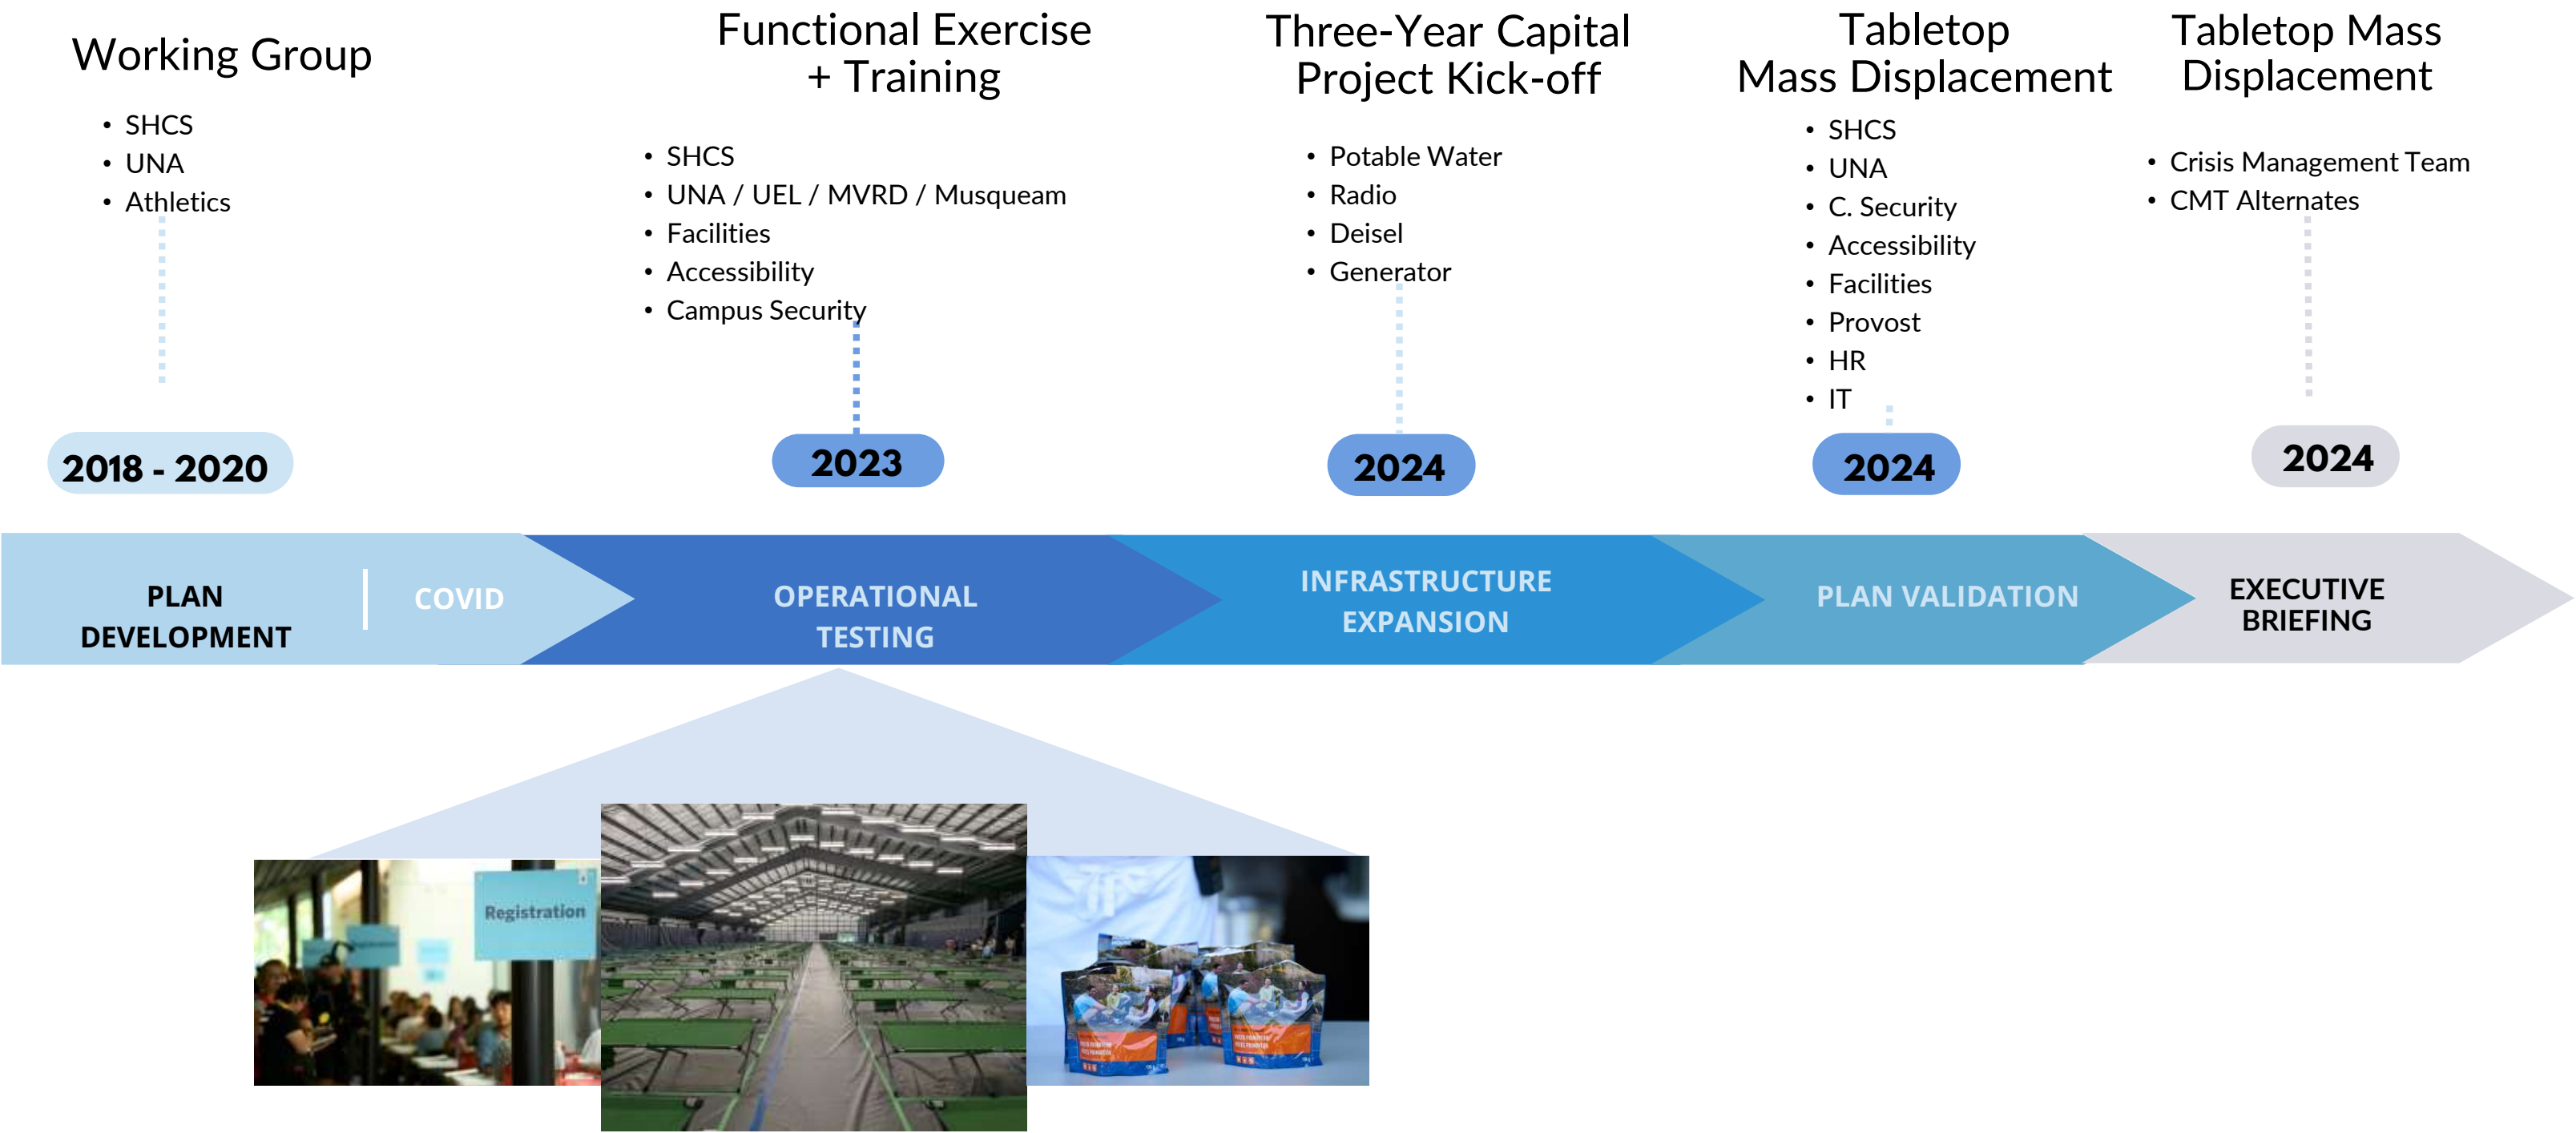 Working Group
• SHCS
• UNA
• Athletics
2018 - 2020
Functional Exercise
+ Training
• SHCS
• UNA / UEL / MVRD / Musqueam
• Facilities
• Accessibility
• Campus Security
2023
Three-Year Capital
Project Kick-off
• Potable Water
• Radio
• Deisel
• Generator
2024
Tabletop
Mass Displacement
• SHCS
• UNA
• C. Security
• Accessibility
• Facilities
• Provost
• HR
• IT
2024
Tabletop Mass
Displacement
• Crisis Management Team
• CMT Alternates
2024
PLAN
DEVELOPMENT
COVID
OPERATIONAL
TESTING
INFRASTRUCTURE
EXPANSION
PLAN VALIDATION
EXECUTIVE
BRIEFING
Registration